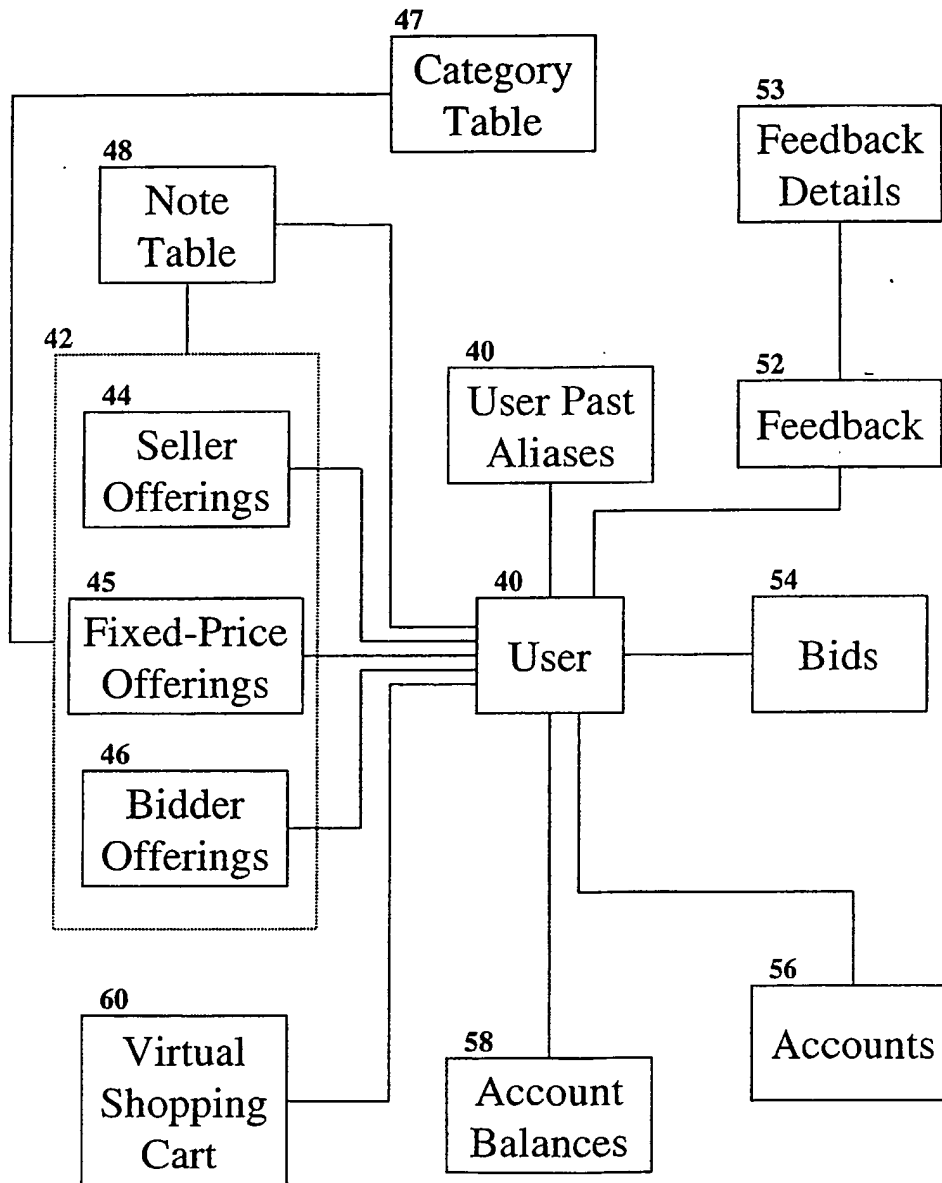 47
Category
Table
53
Feedback
Details
48
Note
Table
42
44
Seller
Offerings
40
User Past
Aliases
52
Feedback
45
Fixed-Price
Offerings
40
User
54
Bids
46
Bidder
Offerings
60
Virtual
Shopping
Cart
58
Account
Balances
56
Accounts